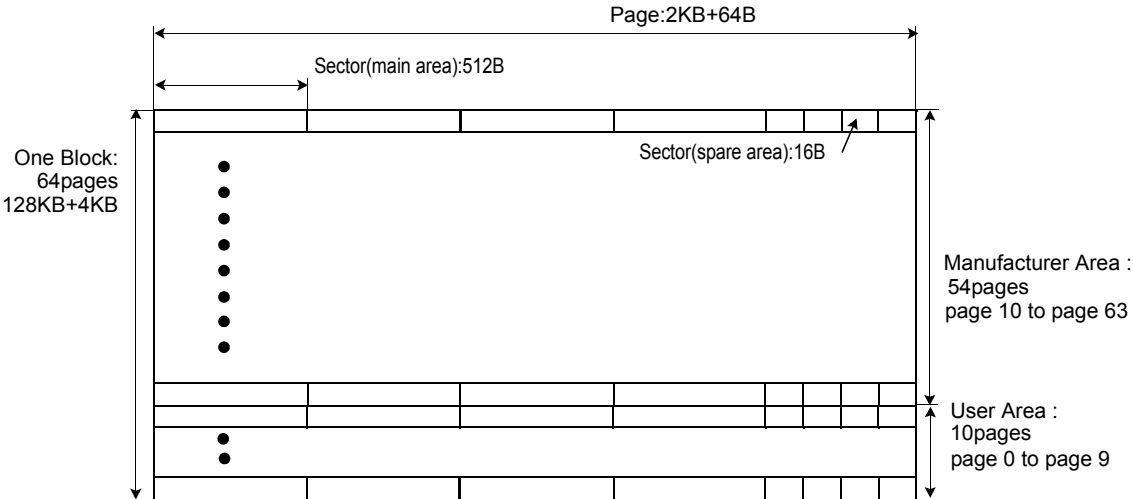 Page:2KB+64B
Sector(main area):512B
One Block:
64pages
128KB+4KB
Sector(spare area):16B
Manufacturer Area :
54pages
page 10 to page 63
User Area :
10pages
page 0 to page 9